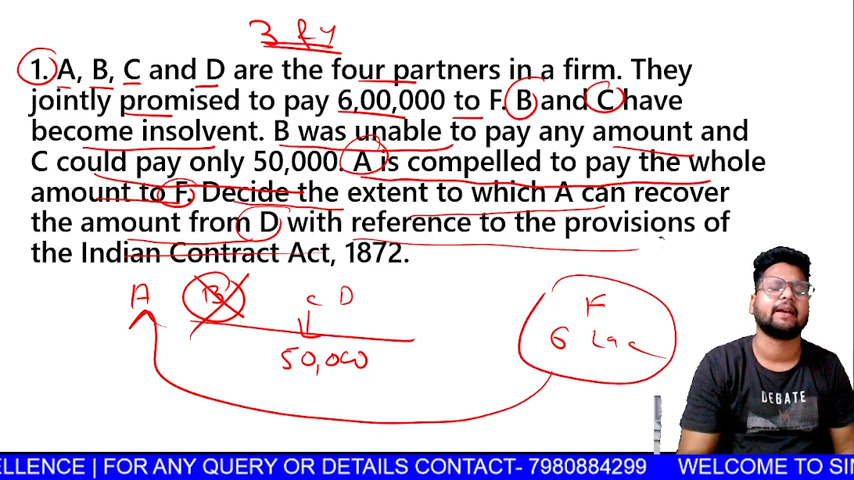 3 R Y
1. A, B, C and D are the four partners in a firm. They
jointly promised to pay 6,00,000 to F. B and C have
become insolvent. B was unable to pay any amount and
C could pay only 50,000. A is compelled to pay the whole
amount to F. Decide the extent to which A can recover
the amount from D with reference to the provisions of
the Indian Contract Act, 1872.
A B C D
F
50,000
6 Lac
DEBATE
ELLENCE | FOR ANY QUERY OR DETAILS CONTACT- 7980884299 WELCOME TO SIN